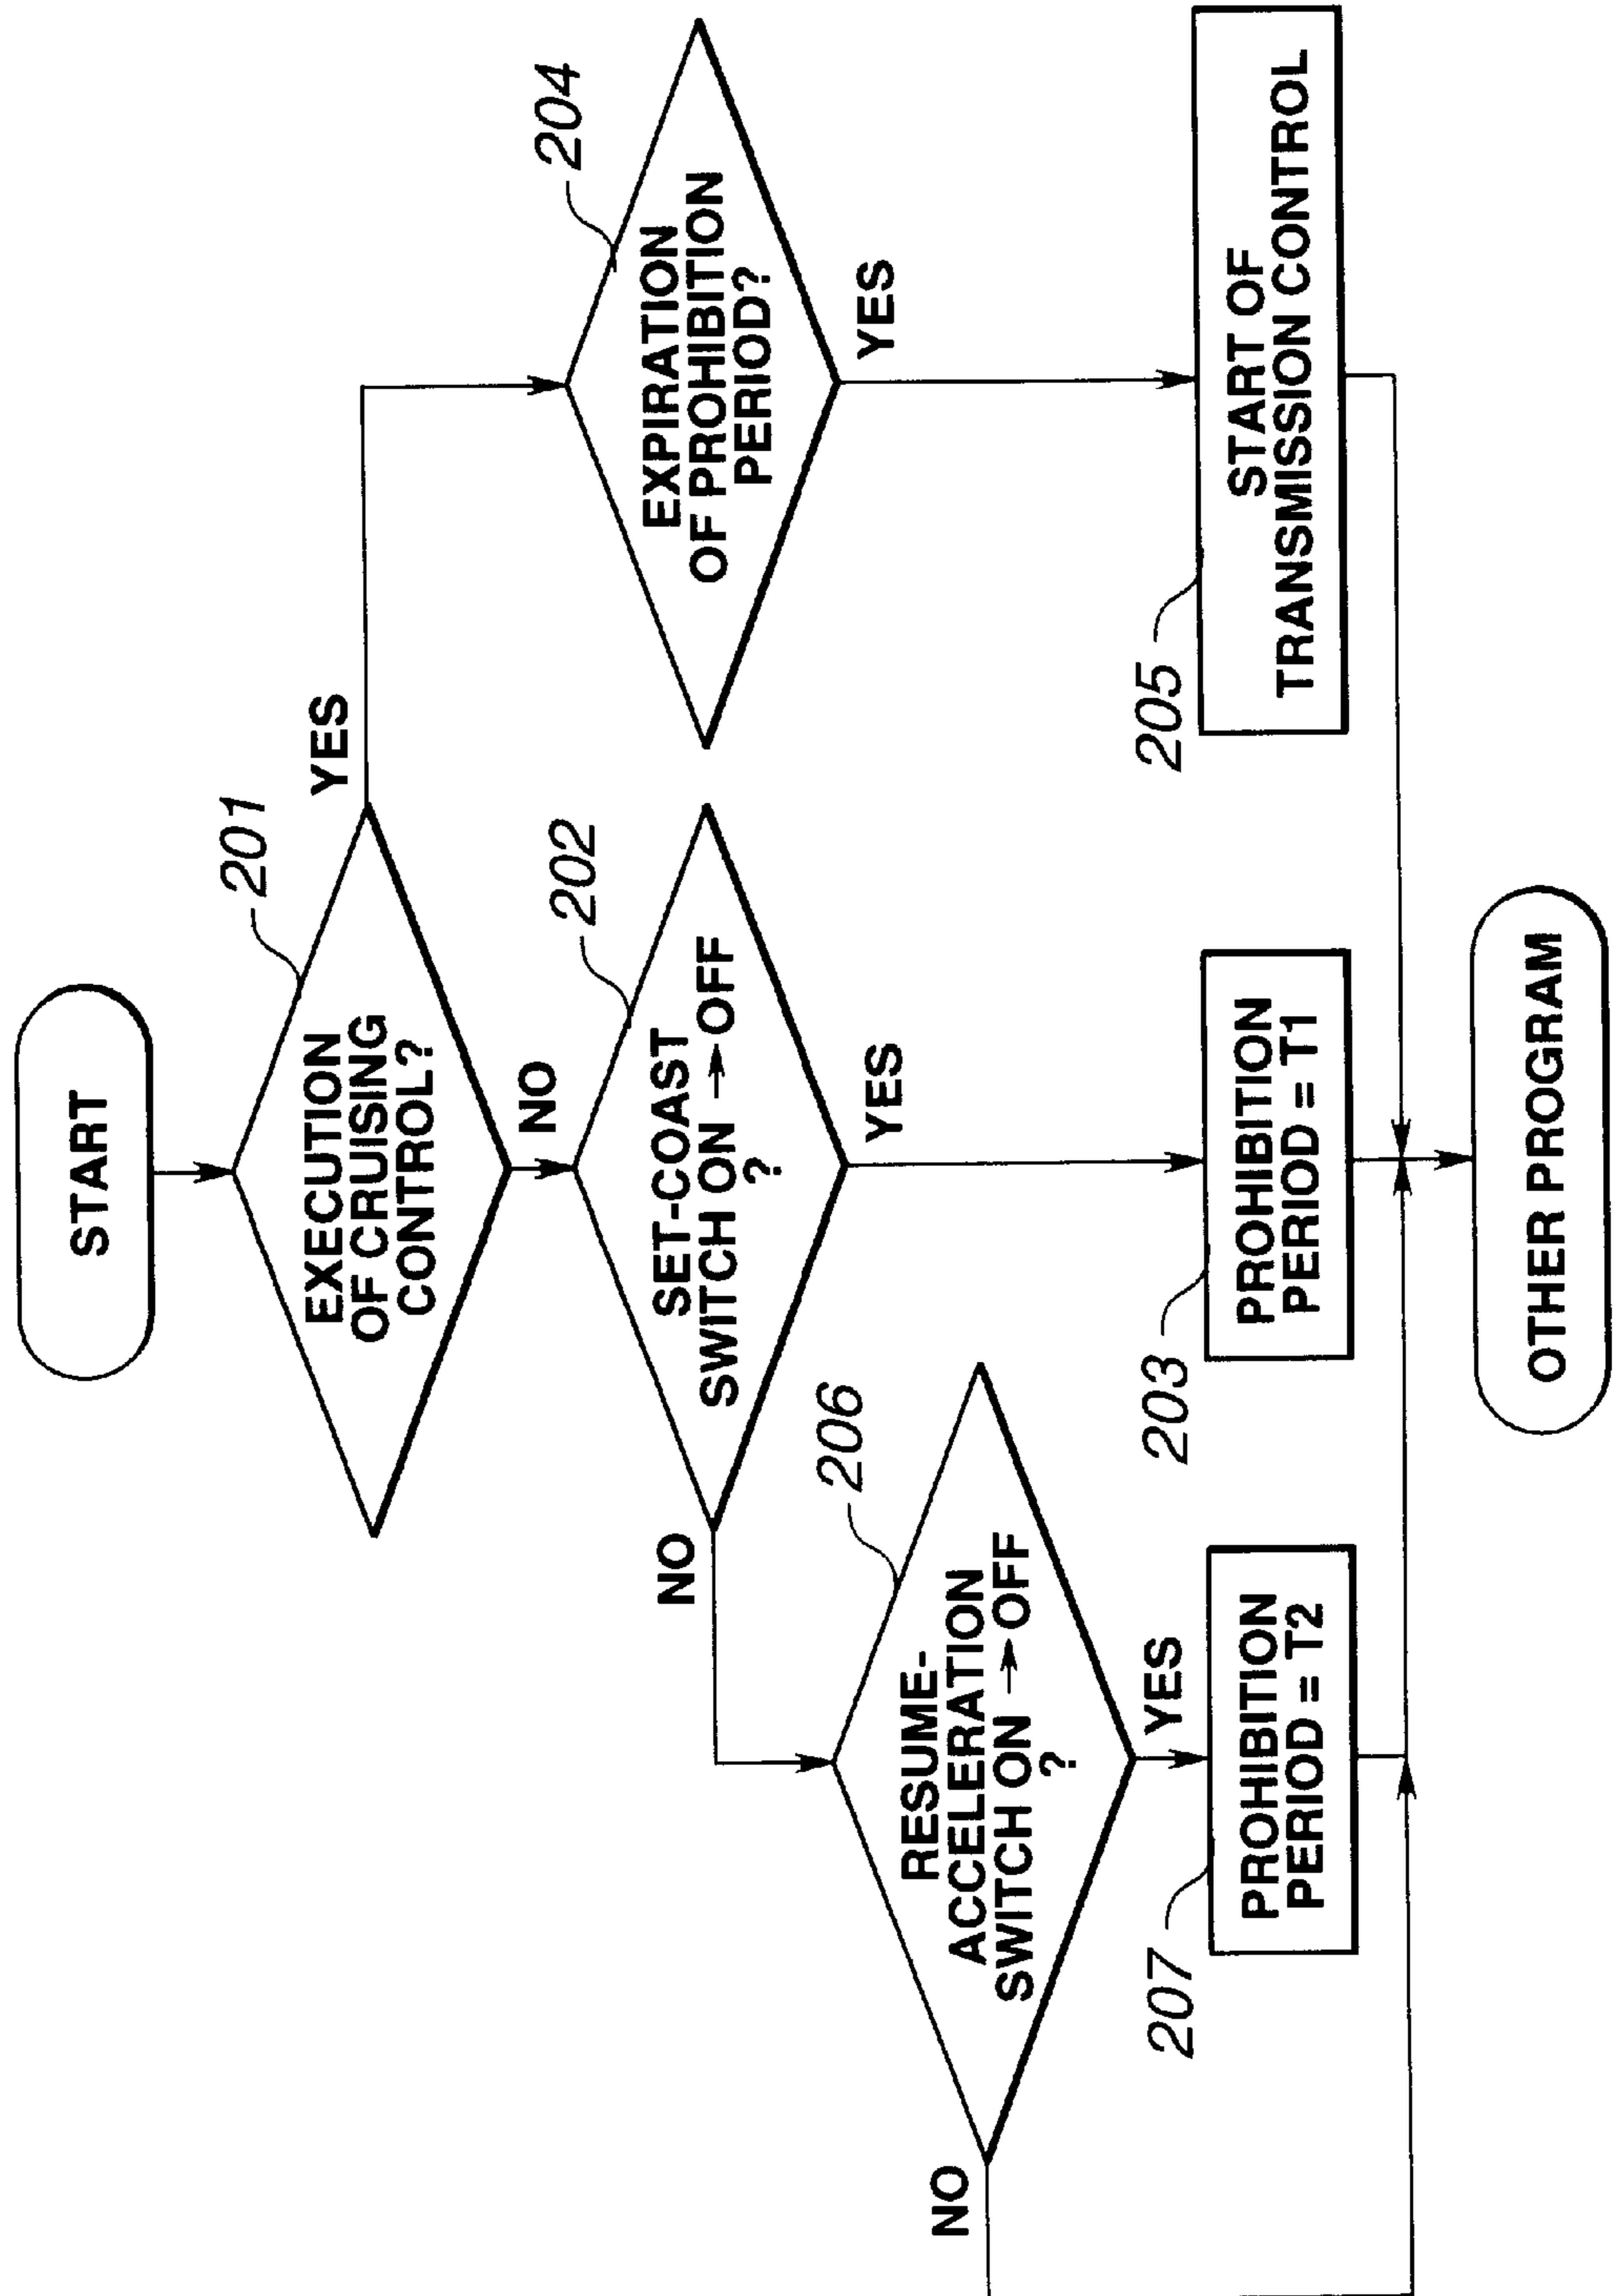 START
201
EXECUTION
OF CRUISING
CONTROL?
YES
NO
202
SET-COAST
SWITCH ON → OFF
?
NO
YES
204
EXPIRATION
OF PROHIBITION
PERIOD?
YES
206
RESUME-
ACCELERATION
SWITCH ON → OFF
?
NO
YES
207
PROHIBITION
PERIOD = T2
203
PROHIBITION
PERIOD = T1
205
START OF
TRANSMISSION CONTROL
OTHER PROGRAM